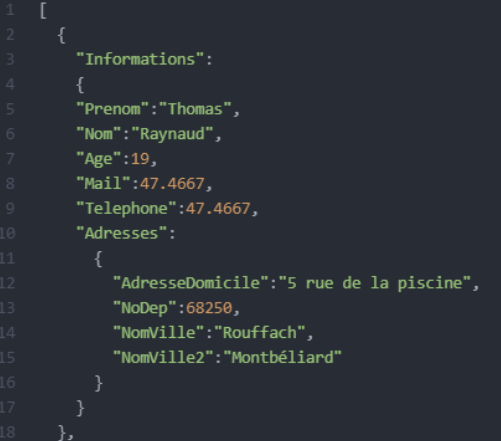 1 [
2 {
3 "Informations":
4 {
5 "Prenom":"Thomas",
6 "Nom":"Raynaud",
7 "Age":19,
8 "Mail":47.4667,
9 "Telephone":47.4667,
10 "Adresses":
11 {
12 "AdresseDomicile":"5 rue de la piscine",
13 "NoDep":68250,
14 "NomVille":"Rouffach",
15 "NomVille2":"Montbéliard"
16 }
17 }
18 },